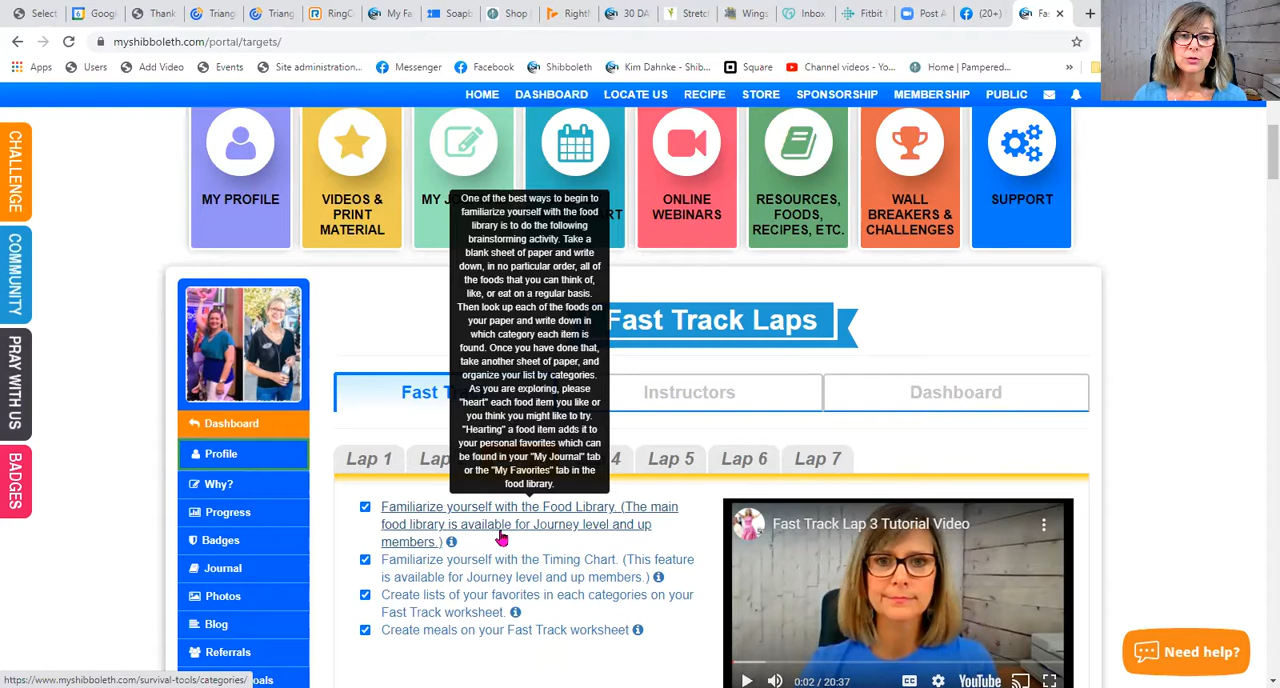 Select
Googl
Thank
Triang
Triang
RingC
My Fa
Soapb
Shop
Righti
30 DA
Stretc
Wings
Inbox
Fitbit
Post A
(20+)
Fa
myshibboleth.com/portal/targets/
Apps
Users
Add Video
Events
Site administration...
Messenger
Facebook
Shibboleth
Kim Dahnke - Shib...
Square
Channel videos - Yo...
Home | Pampered...
»
HOME
DASHBOARD
LOCATE US
RECIPE
STORE
SPONSORSHIP
MEMBERSHIP
PUBLIC
CHALLENGE
COMMUNITY
PRAY WITH US
BADGES
MY PROFILE
VIDEOS &
PRINT
MATERIAL
MY JO
RT
ONLINE
WEBINARS
RESOURCES,
FOODS,
RECIPES, ETC.
WALL
BREAKERS &
CHALLENGES
SUPPORT
One of the best ways to begin to
familiarize yourself with the food
library is to do the following
brainstorming activity. Take a
blank sheet of paper and write
down, in no particular order, all of
the foods that you can think of,
like, or eat on a regular basis.
Then look up each of the foods on
your paper and write down in
which category each item is
found. Once you have done that,
take another sheet of paper, and
organize your list by categories.
As you are exploring, please
"heart" each food item you like or
you think you might like to try.
"Hearting" a food item adds it to
your personal favorites which can
be found in your "My Journal" tab
or the "My Favorites" tab in the
food library.
Fast Track Laps
Fast Tr
Instructors
Dashboard
Lap 1
Lap
4
Lap 5
Lap 6
Lap 7
Dashboard
Profile
Why?
Progress
Badges
Journal
Photos
Blog
Referrals
oals
Familiarize yourself with the Food Library. (The main
food library is available for Journey level and up
members.)
Familiarize yourself with the Timing Chart. (This feature
is available for Journey level and up members.)
Create lists of your favorites in each categories on your
Fast Track worksheet.
Create meals on your Fast Track worksheet
Fast Track Lap 3 Tutorial Video
0:02 / 20:37
CC
YouTube
Need help?
https://www.myshibboleth.com/survival-tools/categories/